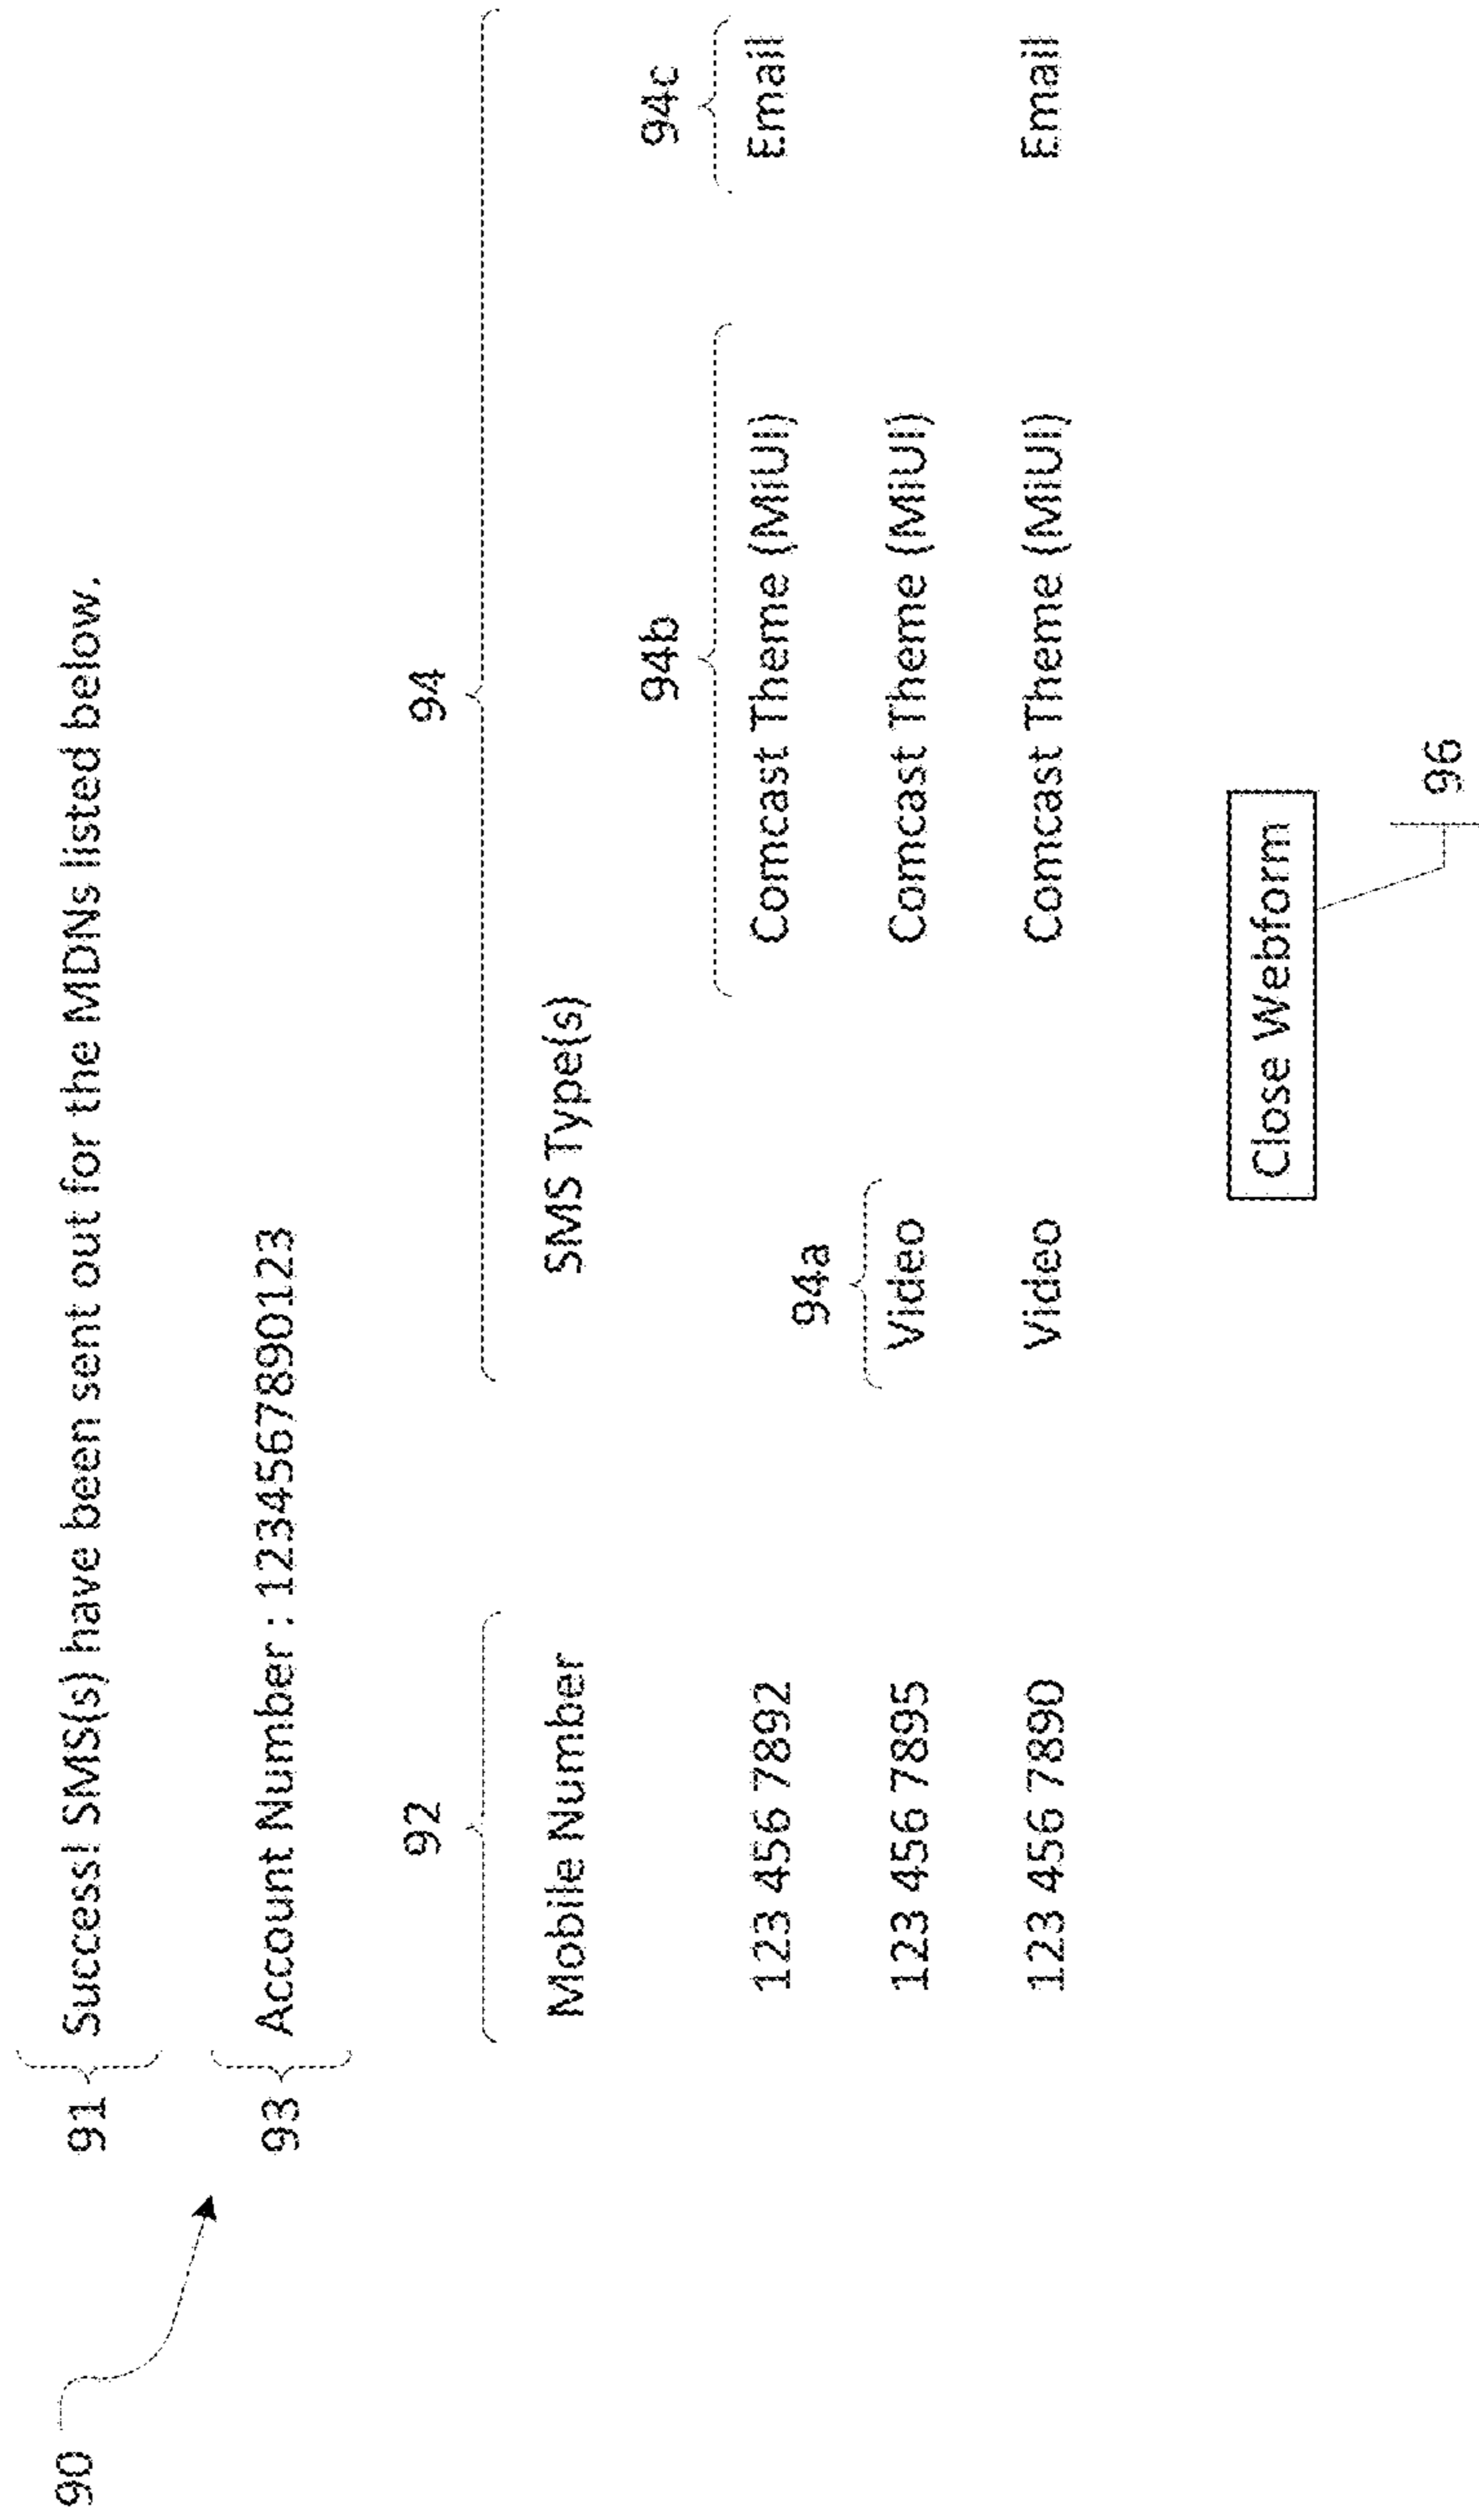 90
91 Success! SMS(s) have been sent out for the MDNs listed below.
93 Account Number : 1234567890123
92 94
Mobile Number SMS Type(s)
94b 94c
123 456 7892 Comcast Theme (MiUI) Email
94a
123 456 7895 Video Comcast Theme (MiUI)
123 456 7890 Video Comcast Theme (MiUI) Email
Close Webform
96